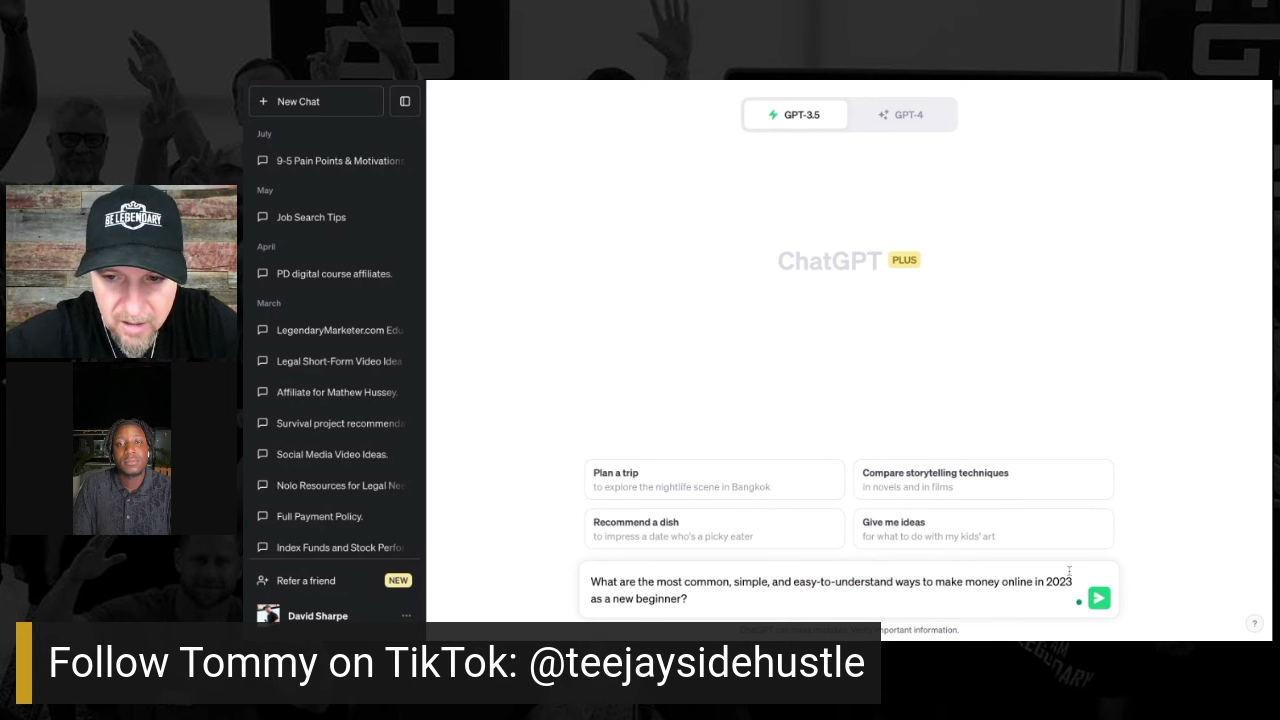 New Chat
July
9-5 Pain Points & Motivations
May
Job Search Tips
April
PD digital course affiliates.
March
LegendaryMarketer.com Edu
Legal Short-Form Video Idea
Affiliate for Mathew Hussey.
Survival project recommenda
Social Media Video Ideas.
Nolo Resources for Legal Nee
Full Payment Policy.
Index Funds and Stock Perfo
Refer a friend NEW
David Sharpe
GPT-3.5 GPT-4
ChatGPT PLUS
Plan a trip
to explore the nightlife scene in Bangkok
Compare storytelling techniques
in novels and in films
Recommend a dish
to impress a date who's a picky eater
Give me ideas
for what to do with my kids' art
What are the most common, simple, and easy-to-understand ways to make money online in 2023
as a new beginner?
important information.
?
BE LEGENDARY
Follow Tommy on TikTok: @teejaysidehustle
LEGENDARY